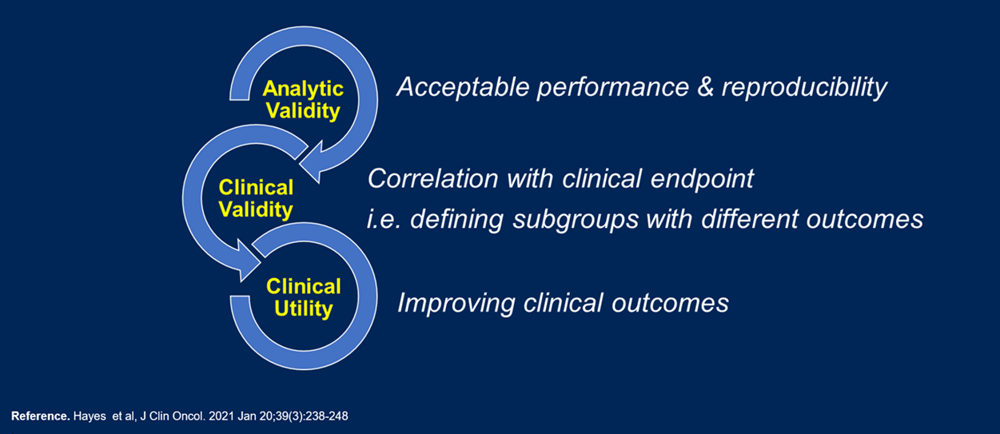 Analytic
Validity
Acceptable performance & reproducibility
Clinical
Validity
Correlation with clinical endpoint
i.e. defining subgroups with different outcomes
Clinical
Utility
Improving clinical outcomes
Reference. Hayes et al, J Clin Oncol. 2021 Jan 20;39(3):238-248